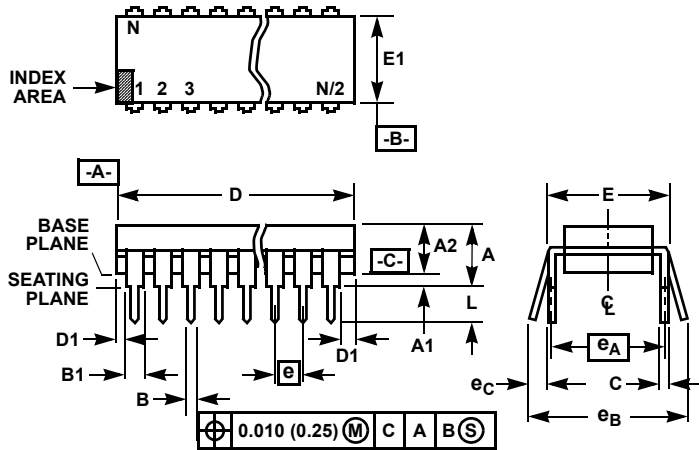 N
E1
INDEX
AREA
1 2 3 N/2
-B-
-A-
D
E
BASE
PLANE
A2
A
-C-
SEATING
PLANE
L
D1
A1
D1
B1
e
B
eA
eC
C
eB
0.010 (0.25) M C A B S
CL